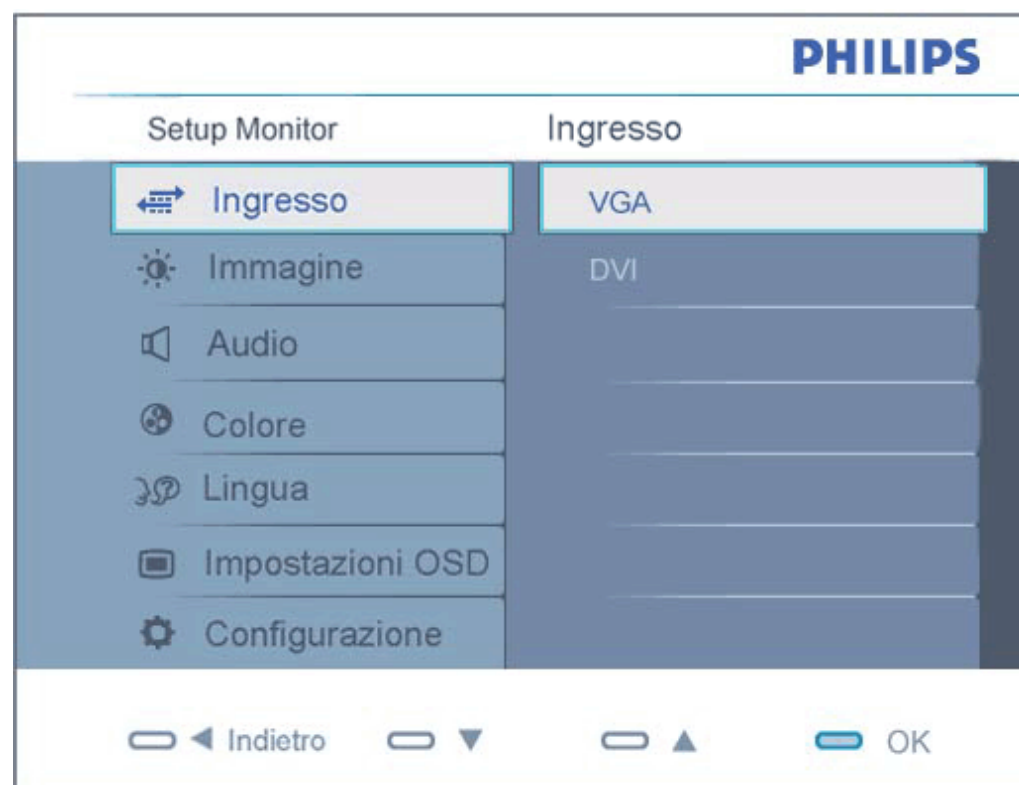 PHILIPS
Setup Monitor
Ingresso
Ingresso
VGA
Immagine
DVI
Audio
Colore
Lingua
Impostazioni OSD
Configurazione
Indietro
OK